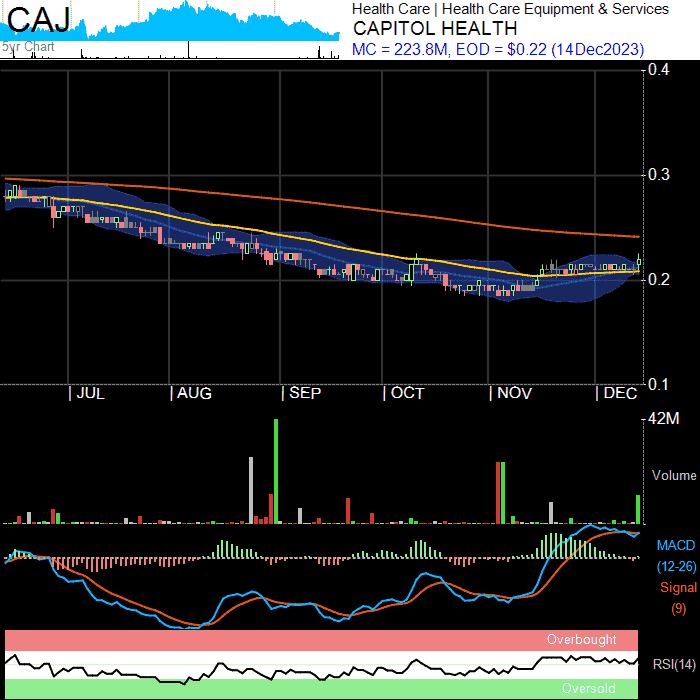 CAJ
5yr Chart
Health Care | Health Care Equipment & Services
CAPITOL HEALTH
MC = 223.8M, EOD = $0.22 (14Dec2023)
0.4
0.3
0.2
0.1
JUL AUG SEP OCT NOV DEC
42M
Volume
MACD
(12-26)
Signal
(9)
Overbought
RSI(14)
Oversold